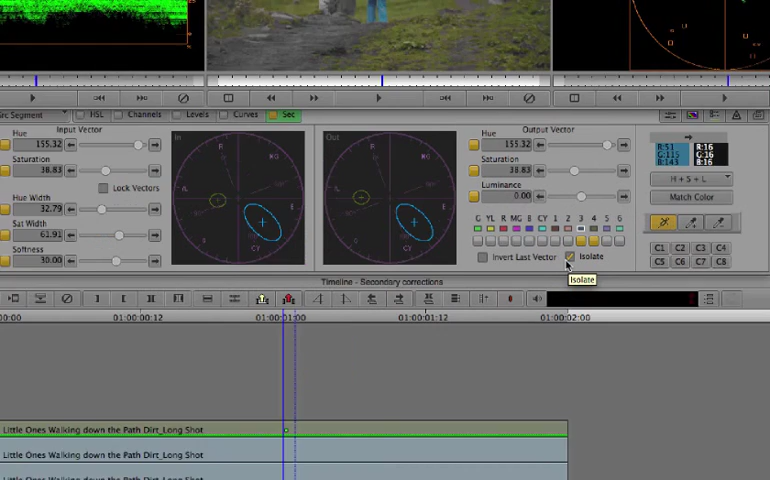 Src Segment HSL Channels Levels Curves Sec
Input Vector
Hue
155.32
Saturation
38.83
Lock Vectors
Hue Width
32.79
Sat Width
61.91
Softness
30.00
In
R
MG
B
CY
G
YL
Out
R
MG
B
CY
G
YL
Output Vector
Hue
155.32
Saturation
38.83
Luminance
0.00
G YL R MG B CY 1 2 3 4 5 6
Invert Last Vector Isolate
Isolate
R:51 R:16
G:115 G:16
B:143 B:16
H + S + L
Match Color
C1 C2 C3 C4
C5 C6 C7 C8
Timeline - Secondary corrections
00:00 01:00:00:12 01:00:01:00 01:00:01:12 01:00:02:00
Little Ones Walking down the Path Dirt_Long Shot
Little Ones Walking down the Path Dirt_Long Shot
Little Ones Walking down the Path Dirt_Long Shot